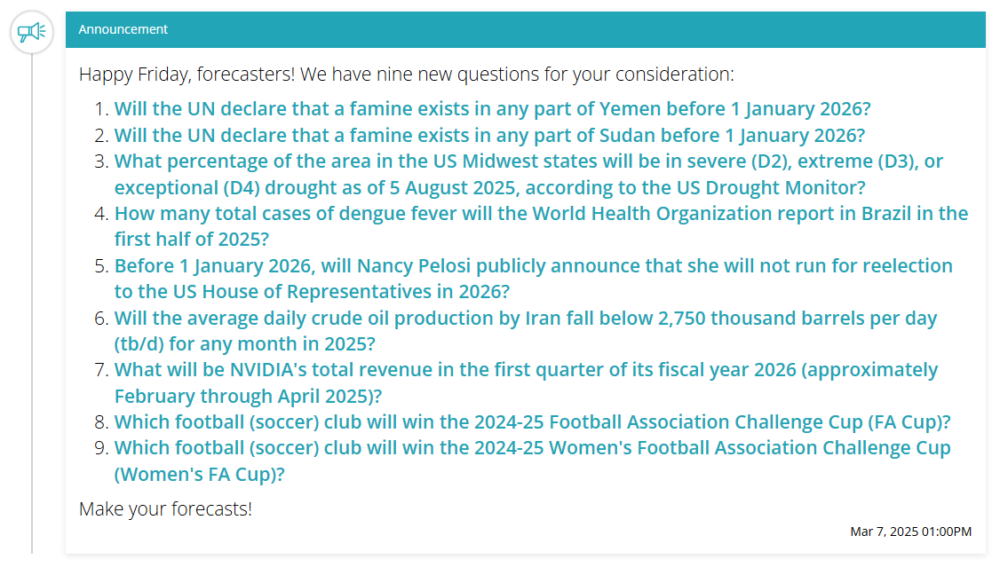 Announcement
Happy Friday, forecasters! We have nine new questions for your consideration:
1. Will the UN declare that a famine exists in any part of Yemen before 1 January 2026?
2. Will the UN declare that a famine exists in any part of Sudan before 1 January 2026?
3. What percentage of the area in the US Midwest states will be in severe (D2), extreme (D3), or
exceptional (D4) drought as of 5 August 2025, according to the US Drought Monitor?
4. How many total cases of dengue fever will the World Health Organization report in Brazil in the
first half of 2025?
5. Before 1 January 2026, will Nancy Pelosi publicly announce that she will not run for reelection
to the US House of Representatives in 2026?
6. Will the average daily crude oil production by Iran fall below 2,750 thousand barrels per day
(tb/d) for any month in 2025?
7. What will be NVIDIA's total revenue in the first quarter of its fiscal year 2026 (approximately
February through April 2025)?
8. Which football (soccer) club will win the 2024-25 Football Association Challenge Cup (FA Cup)?
9. Which football (soccer) club will win the 2024-25 Women's Football Association Challenge Cup
(Women's FA Cup)?
Make your forecasts!
Mar 7, 2025 01:00PM